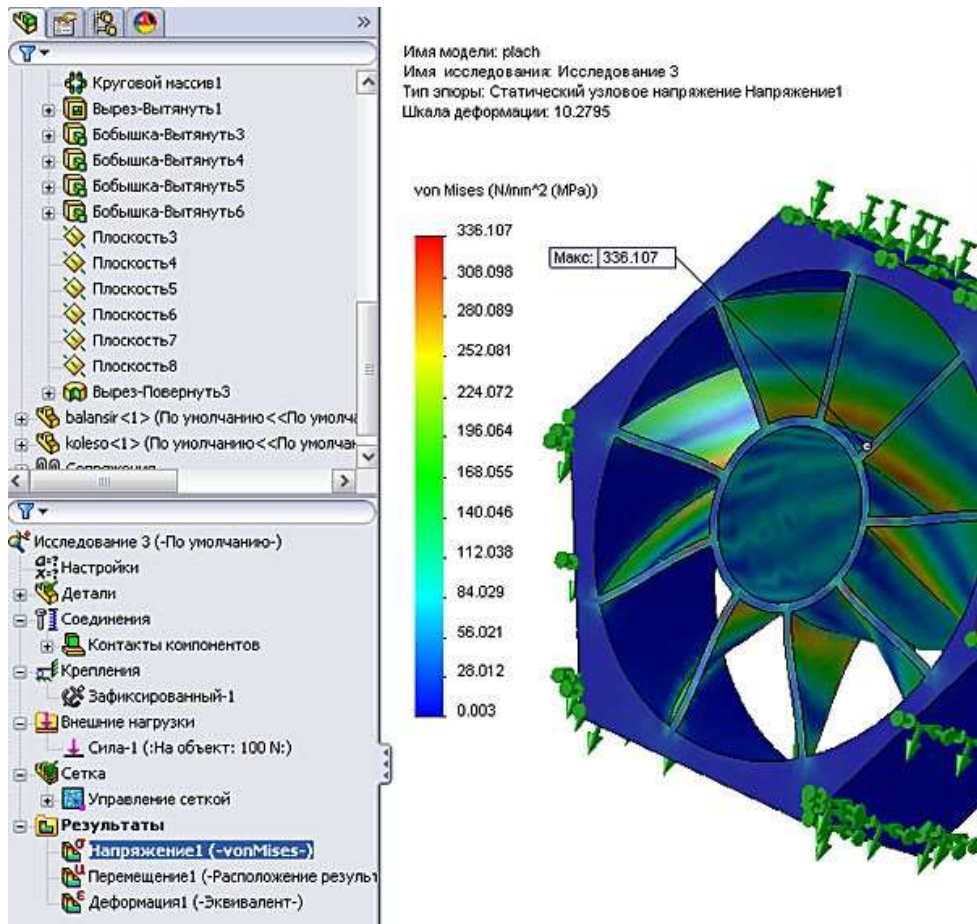 Круговой массив1
Вырез-Вытянуть1
Бобышка-Вытянуть3
Бобышка-Вытянуть4
Бобышка-Вытянуть5
Бобышка-Вытянуть6
Плоскость3
Плоскость4
Плоскость5
Плоскость6
Плоскость7
Плоскость8
Вырез-Повернуть3
balansir<1> (По умолчанию<<По умолча
koleso<1> (По умолчанию<<По умолчан
Сопряжения
Исследование 3 (-По умолчанию-)
Настройки
Детали
Соединения
Контакты компонентов
Крепления
Зафиксированный-1
Внешние нагрузки
Сила-1 (:На объект: 100 N:)
Сетка
Управление сеткой
Результаты
Напряжение1 (-vonMises-)
Перемещение1 (-Расположение результ
Деформация1 (-Эквивалент-)
Имя модели: plach
Имя исследования: Исследование 3
Тип эпюры: Статический узловое напряжение Напряжение1
Шкала деформации: 10.2795
von Mises (N/mm^2 (MPa))
336.107
308.098
280.089
252.081
224.072
196.064
168.055
140.046
112.038
84.029
56.021
28.012
0.003
Макс: 336.107